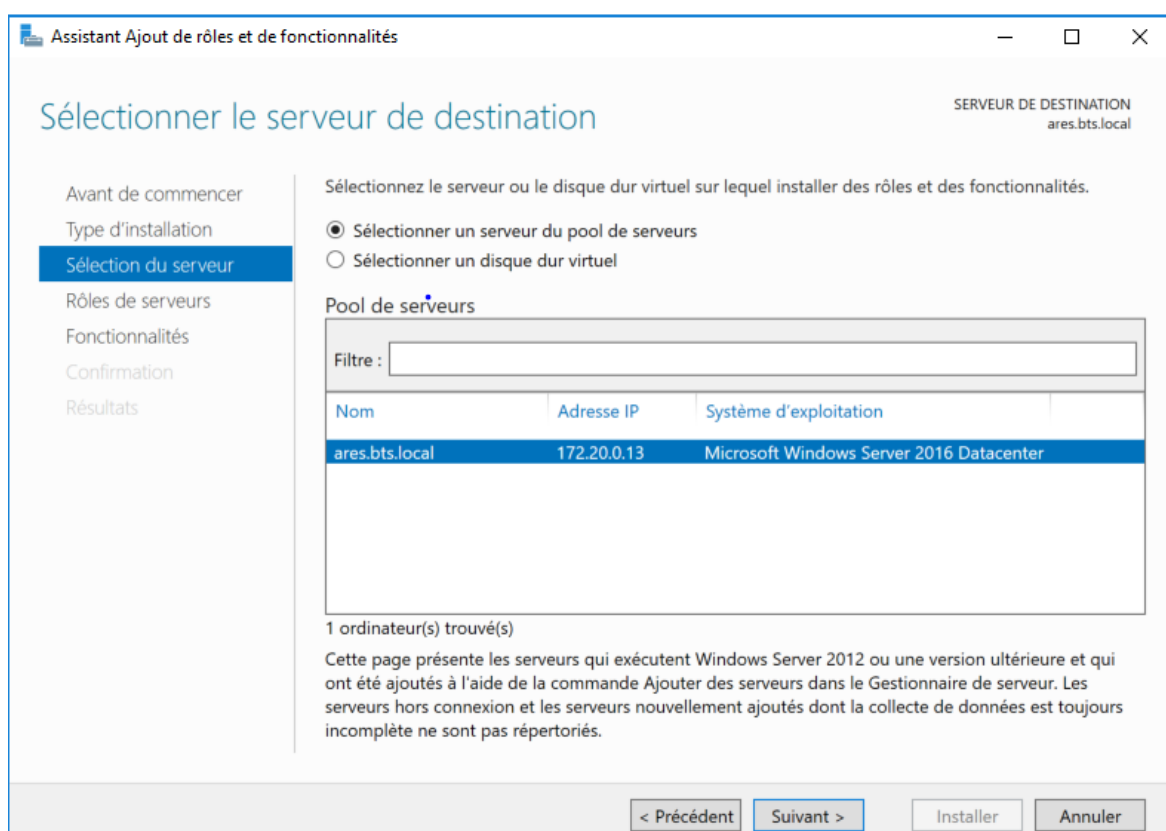 Assistant Ajout de rôles et de fonctionnalités
Sélectionner le serveur de destination
SERVEUR DE DESTINATION
ares.bts.local
Avant de commencer
Type d'installation
Sélection du serveur
Rôles de serveurs
Fonctionnalités
Confirmation
Résultats
Sélectionnez le serveur ou le disque dur virtuel sur lequel installer des rôles et des fonctionnalités.
Sélectionner un serveur du pool de serveurs
Sélectionner un disque dur virtuel
Pool de serveurs
Filtre :
Nom Adresse IP Système d'exploitation
ares.bts.local 172.20.0.13 Microsoft Windows Server 2016 Datacenter
1 ordinateur(s) trouvé(s)
Cette page présente les serveurs qui exécutent Windows Server 2012 ou une version ultérieure et qui
ont été ajoutés à l'aide de la commande Ajouter des serveurs dans le Gestionnaire de serveur. Les
serveurs hors connexion et les serveurs nouvellement ajoutés dont la collecte de données est toujours
incomplète ne sont pas répertoriés.
< Précédent Suivant > Installer Annuler